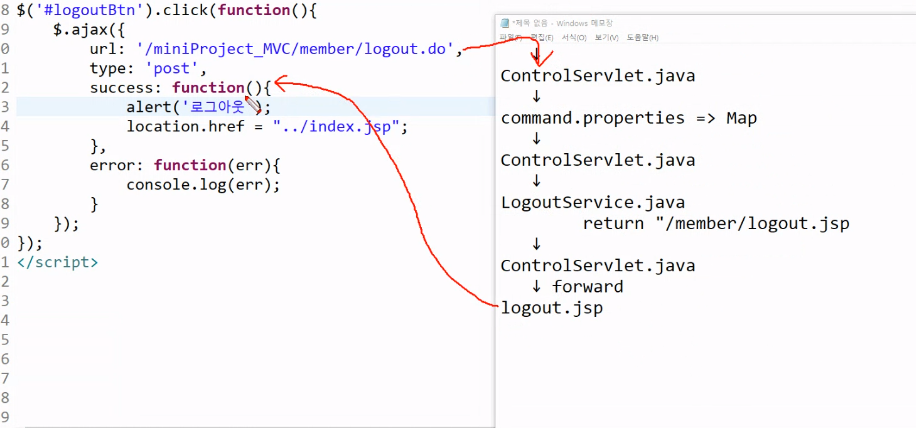 8 $('#logoutBtn').click(function(){
9 $.ajax({
0 url: '/miniProject_MVC/member/logout.do',
1 type: 'post',
2 success: function(){
3 alert('로그아웃');
4 location.href = "../index.jsp";
5 },
6 error: function(err){
7 console.log(err);
8 }
9 });
0 });
1 </script>
2
3
4
5
6
7
8
9
*제목 없음 - Windows 메모장
파일(F) 편집(E) 서식(O) 보기(V) 도움말(H)
↓
ControlServlet.java
↓
command.properties => Map
↓
ControlServlet.java
↓
LogoutService.java
return "/member/logout.jsp
↓
ControlServlet.java
↓ forward
logout.jsp